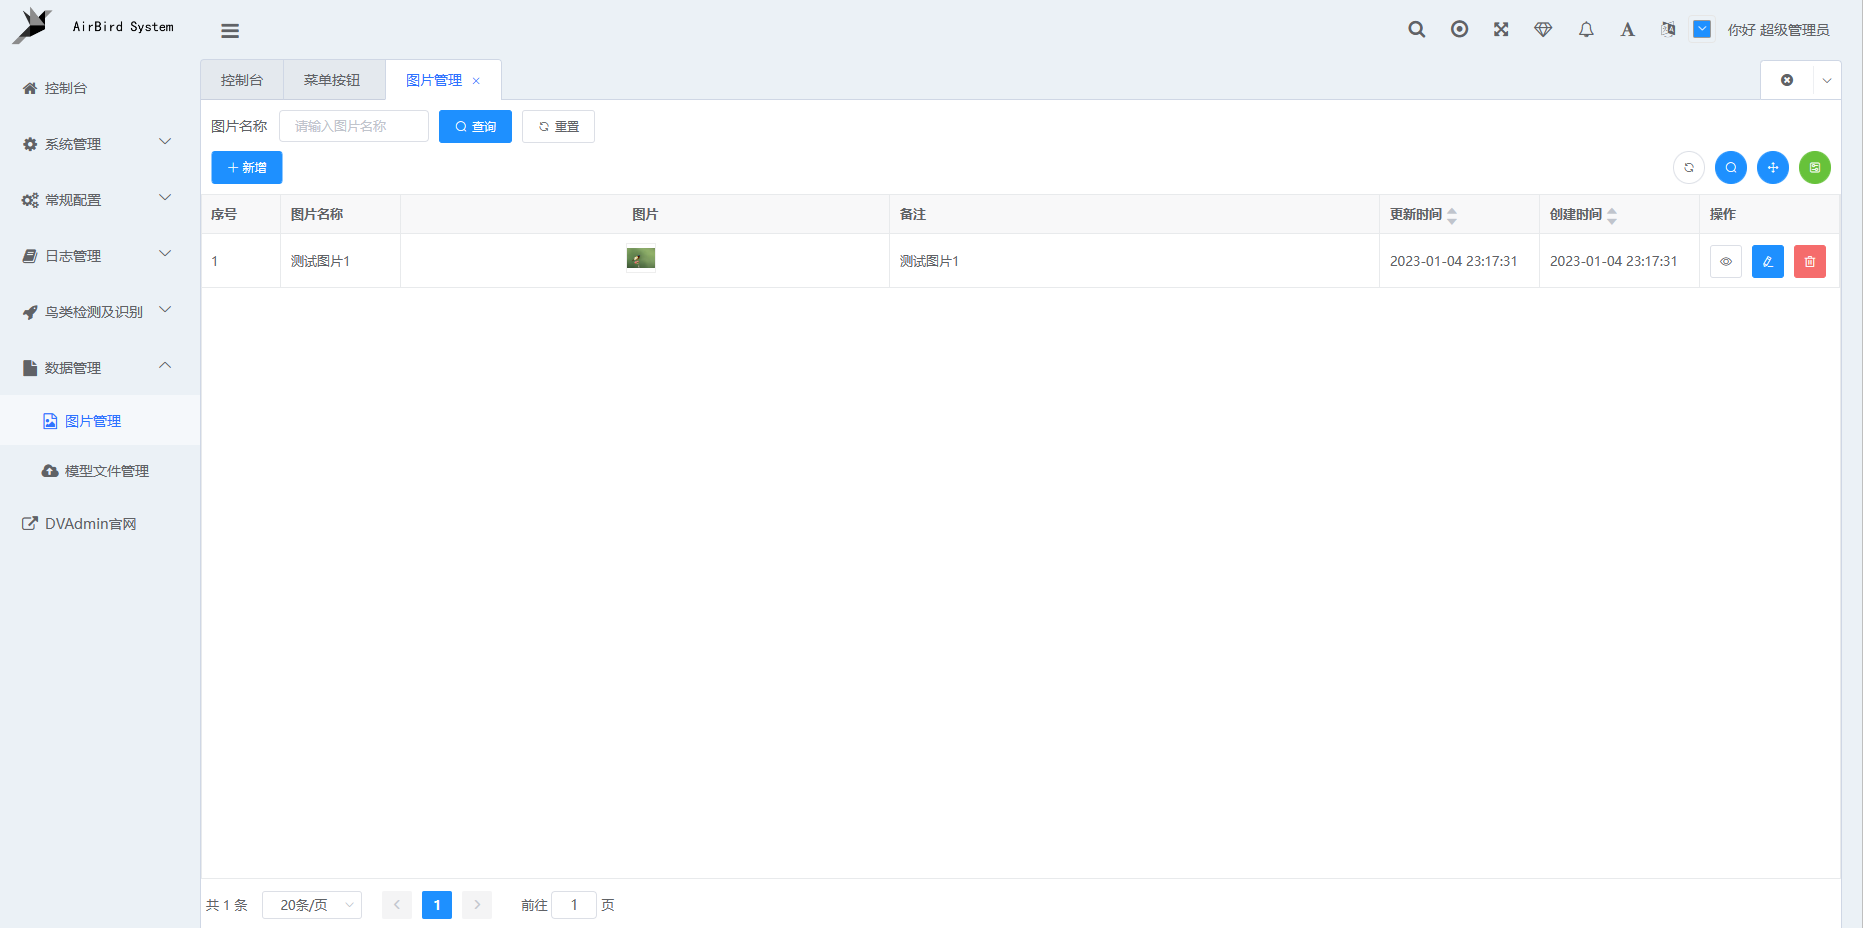 AirBird System
你好 超级管理员
控制台
系统管理
常规配置
日志管理
鸟类检测及识别
数据管理
图片管理
模型文件管理
DVAdmin官网
控制台 菜单按钮 图片管理
图片名称 请输入图片名称 查询 重置
新增
序号 图片名称 图片 备注 更新时间 创建时间 操作
1 测试图片1 测试图片1 2023-01-04 23:17:31 2023-01-04 23:17:31
共 1 条 20条/页 1 前往 1 页